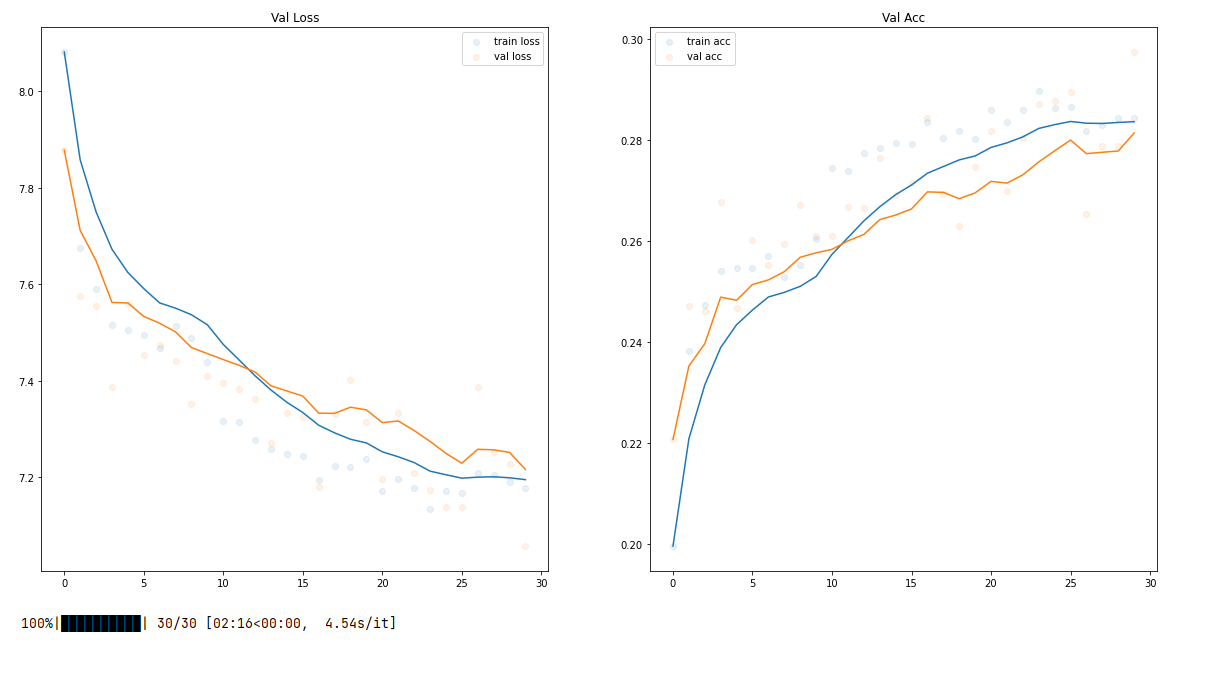 Val Loss
train loss
val loss
8.0
7.8
7.6
7.4
7.2
0 5 10 15 20 25 30
Val Acc
train acc
val acc
0.30
0.28
0.26
0.24
0.22
0.20
0 5 10 15 20 25 30
100%|██████████| 30/30 [02:16<00:00, 4.54s/it]